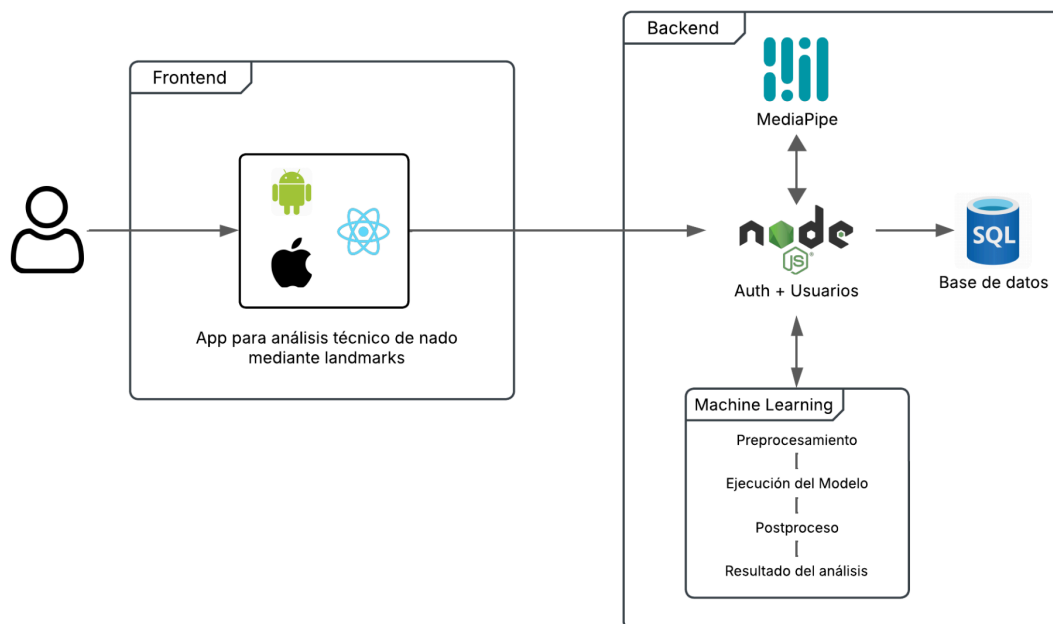 Backend
Frontend
MediaPipe
node
JS
SQL
Auth + Usuarios
Base de datos
App para análisis técnico de nado
mediante landmarks
Machine Learning
Preprocesamiento
Ejecución del Modelo
Postproceso
Resultado del análisis